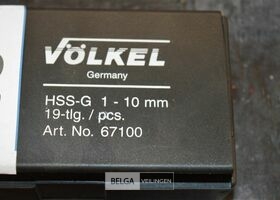 VÖLKEL
Germany
HSS-G 1 - 10 mm
19-tlg. / pcs.
Art. No. 67100
BELGA VEILINGEN